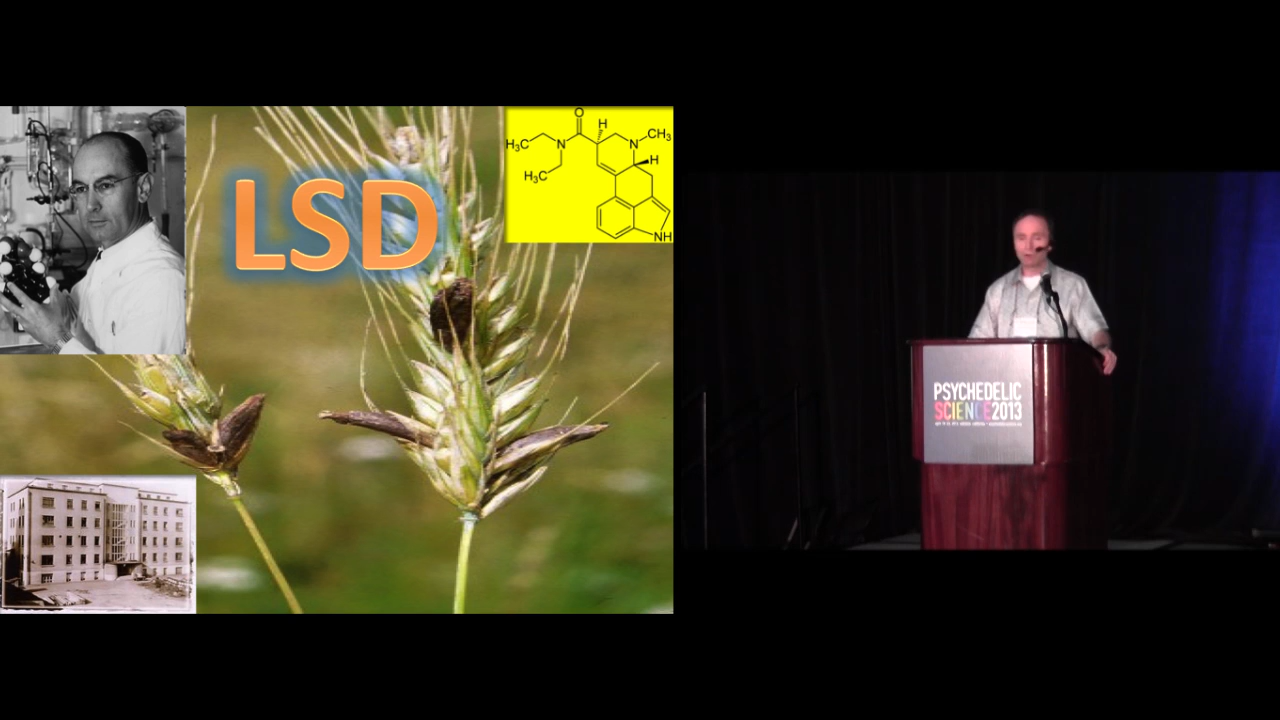 LSD
O
H
H₃C
N
N
CH₃
H
H₃C
NH
PSYCHEDELIC
SCIENCE2013